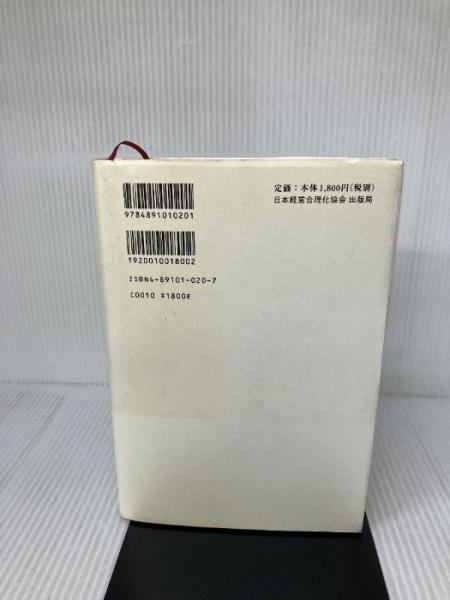 定価：本体1,800円（税別）
日本経営合理化協会 出版局
9784891010201
1920010018002
ISBN4-89101-020-7
C0010 ¥1800E